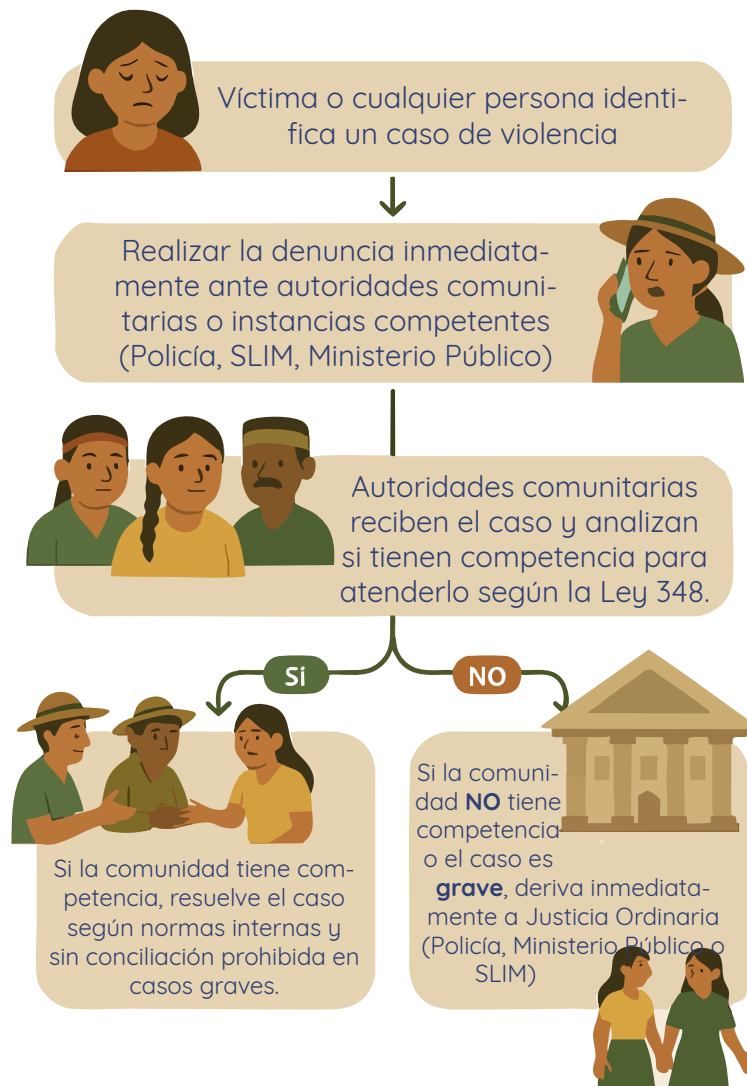 Víctima o cualquier persona identi-
fica un caso de violencia
Realizar la denuncia inmediata-
mente ante autoridades comuni-
tarias o instancias competentes
(Policía, SLIM, Ministerio Público)
Autoridades comunitarias
reciben el caso y analizan
si tienen competencia para
atenderlo según la Ley 348.
Sí
NO
Si la comunidad tiene com-
petencia, resuelve el caso
según normas internas y
sin conciliación prohibida en
casos graves.
Si la comuni-
dad NO tiene
competencia
o el caso es
grave, deriva inmediata-
mente a Justicia Ordinaria
(Policía, Ministerio Público o
SLIM)